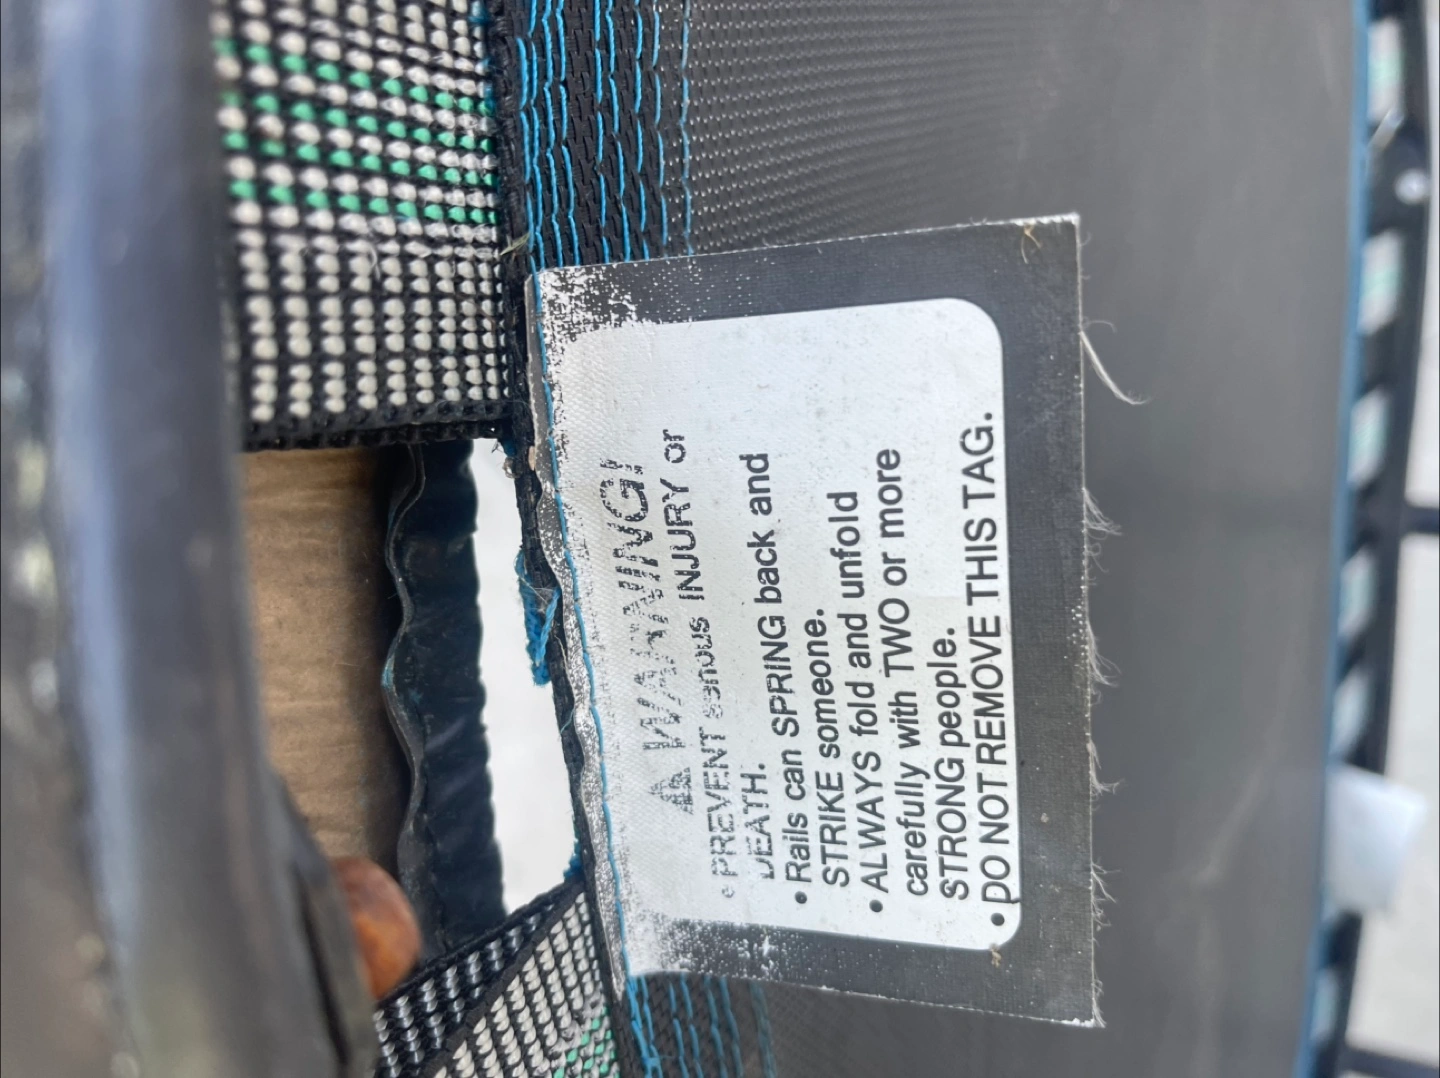 ⚠ WARNING!
• PREVENT serious INJURY or
DEATH.
• Rails can SPRING back and
STRIKE someone.
• ALWAYS fold and unfold
carefully with TWO or more
STRONG people.
• DO NOT REMOVE THIS TAG.